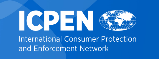 ICPEN
International Consumer Protection
and Enforcement Network